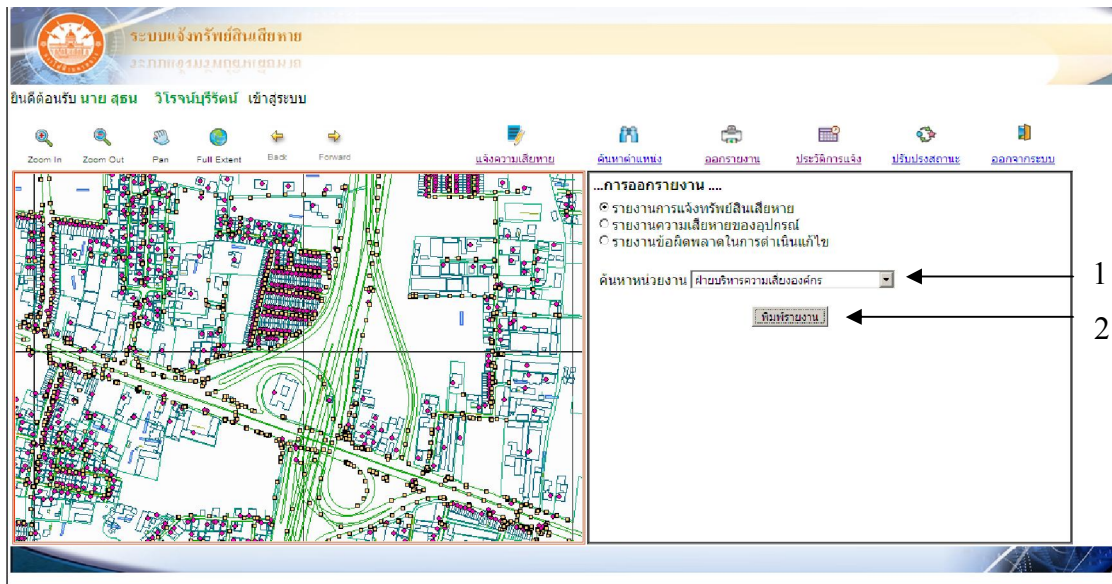 ระบบแจ้งทรัพย์สินเสียหาย
ยินดีต้อนรับ นาย สุธน วิโรจน์บุรีรัตน์ เข้าสู่ระบบ
Zoom In Zoom Out Pan Full Extent Back Forward แจ้งความเสียหาย ค้นหาตำแหน่ง ออกรายงาน ประวัติการแจ้ง ปรับปรุงสถานะ ออกจากระบบ
...การออกรายงาน ....
รายงานการแจ้งทรัพย์สินเสียหาย
รายงานความเสียหายของอุปกรณ์
รายงานข้อผิดพลาดในการดำเนินแก้ไข
ค้นหาหน่วยงาน ฝ่ายบริหารความเสี่ยงองค์กร 1
พิมพ์รายงาน 2